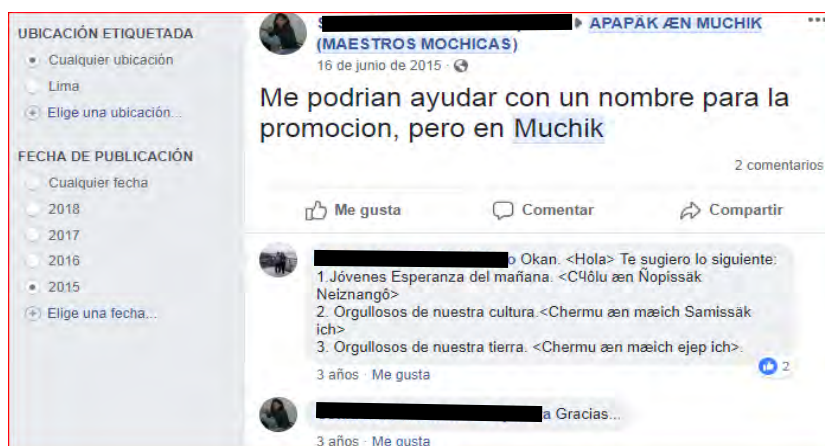 UBICACIÓN ETIQUETADA
Cualquier ubicación
Lima
Elige una ubicación...
FECHA DE PUBLICACIÓN
Cualquier fecha
2018
2017
2016
2015
Elige una fecha...
APAPÄK ÆN MUCHIK
(MAESTROS MOCHICAS)
16 de junio de 2015 ·
Me podrian ayudar con un nombre para la
promocion, pero en Muchik
2 comentarios
Me gusta Comentar Compartir
Okan. <Hola> Te sugiero lo siguiente:
1.Jóvenes Esperanza del mañana. <CꞍôlu æn Ñopissäk
Neiznangô>
2. Orgullosos de nuestra cultura.<Chermu æn mæich Samissäk
ich>
3. Orgullosos de nuestra tierra. <Chermu æn mæich ejep ich>.
2
3 años · Me gusta
a Gracias...
3 años · Me gusta